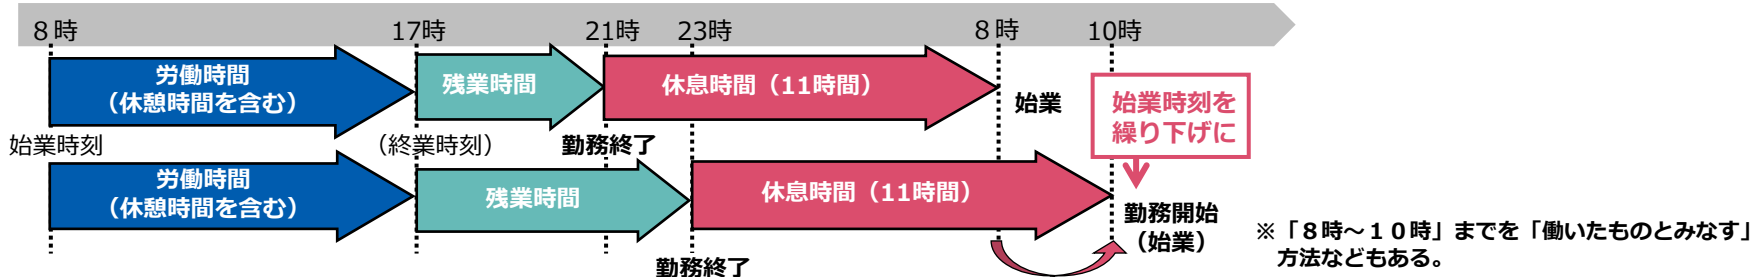 ８時
17時
21時
23時
８時
10時
労働時間
（休憩時間を含む）
残業時間
休息時間（11時間）
始業
始業時刻を
繰り下げに
始業時刻
（終業時刻）
勤務終了
労働時間
（休憩時間を含む）
残業時間
休息時間（11時間）
勤務開始
（始業）
勤務終了
※「８時～１０時」までを「働いたものとみなす」
方法などもある。